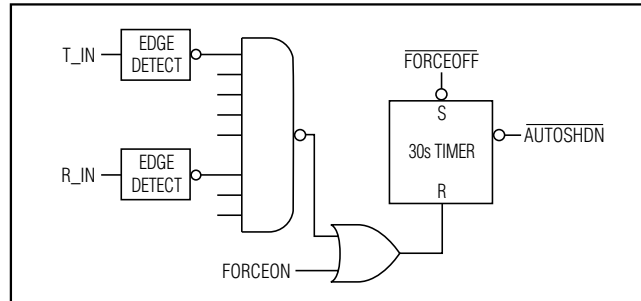 T_IN
EDGE
DETECT
FORCEOFF
S
30s TIMER
AUTOSHDN
R_IN
EDGE
DETECT
R
FORCEON